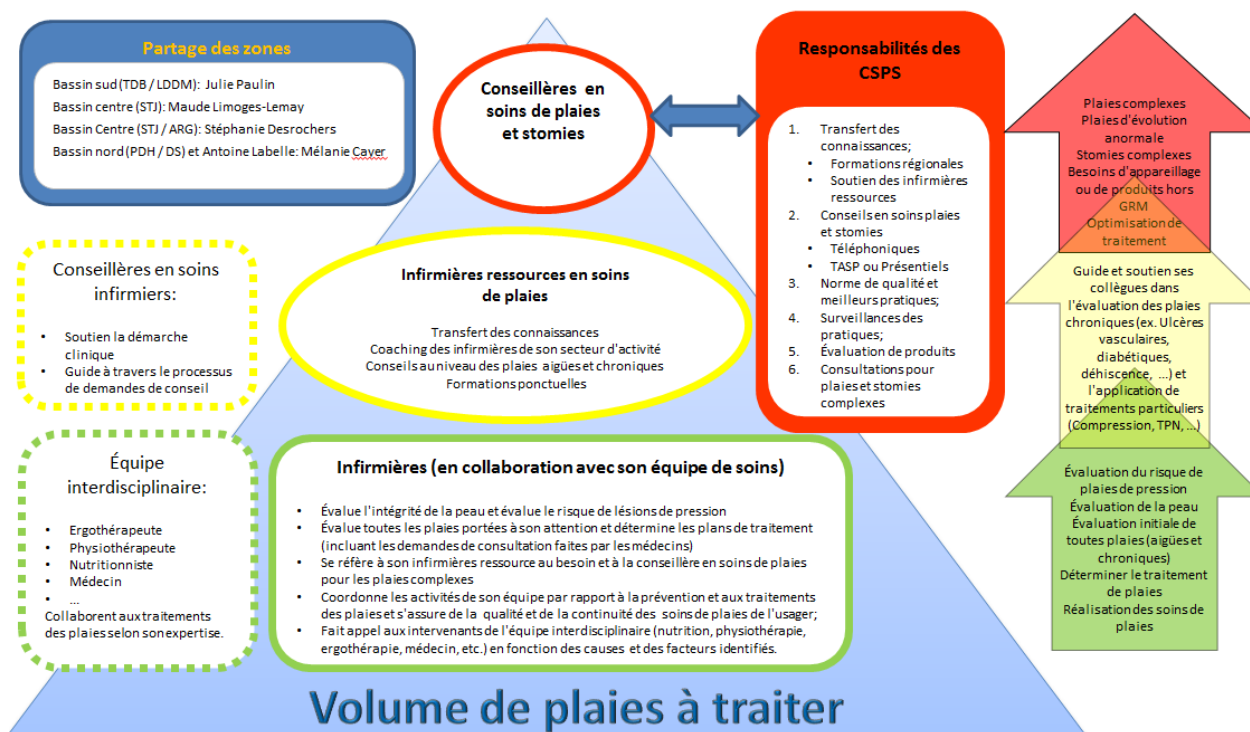 Partage des zones
Bassin sud (TDB / LDDM): Julie Paulin
Bassin centre (STJ): Maude Limoges-Lemay
Bassin Centre (STJ / ARG): Stéphanie Desrochers
Bassin nord (PDH / DS) et Antoine Labelle: Mélanie Cayer
Conseillères en
soins de plaies
et stomies
Responsabilités des
CSPS
1. Transfert des
connaissances;
• Formations régionales
• Soutien des infirmières
ressources
2. Conseils en soins plaies
et stomies
• Téléphoniques
• TASP ou Présentiels
3. Norme de qualité et
meilleurs pratiques;
4. Surveillances des
pratiques;
5. Évaluation de produits
6. Consultations pour
plaies et stomies
complexes
Plaies complexes
Plaies d'évolution
anormale
Stomies complexes
Besoins d'appareillage
ou de produits hors
GRM
Optimisation de
traitement
Conseillères en soins
infirmiers:
• Soutien la démarche
clinique
• Guide à travers le processus
de demandes de conseil
Infirmières ressources en soins
de plaies
Transfert des connaissances
Coaching des infirmières de son secteur d'activité
Conseils au niveau des plaies aigües et chroniques
Formations ponctuelles
Guide et soutien ses
collègues dans
l'évaluation des plaies
chroniques (ex. Ulcères
vasculaires,
diabétiques,
déhiscence, ...) et
l'application de
traitements particuliers
(Compression, TPN, ...)
Équipe
interdisciplinaire:
• Ergothérapeute
• Physiothérapeute
• Nutritionniste
• Médecin
• ...
Collaborent aux traitements
des plaies selon son expertise.
Infirmières (en collaboration avec son équipe de soins)
• Évalue l'intégrité de la peau et évalue le risque de lésions de pression
• Évalue toutes les plaies portées à son attention et détermine les plans de traitement
(incluant les demandes de consultation faites par les médecins)
• Se réfère à son infirmières ressource au besoin et à la conseillère en soins de plaies
pour les plaies complexes
• Coordonne les activités de son équipe par rapport à la prévention et aux traitements
des plaies et s'assure de la qualité et de la continuité des soins de plaies de l'usager;
• Fait appel aux intervenants de l'équipe interdisciplinaire (nutrition, physiothérapie,
ergothérapie, médecin, etc.) en fonction des causes et des facteurs identifiés.
Évaluation du risque de
plaies de pression
Évaluation de la peau
Évaluation initiale de
toutes plaies (aigües et
chroniques)
Déterminer le traitement
de plaies
Réalisation des soins de
plaies
Volume de plaies à traiter